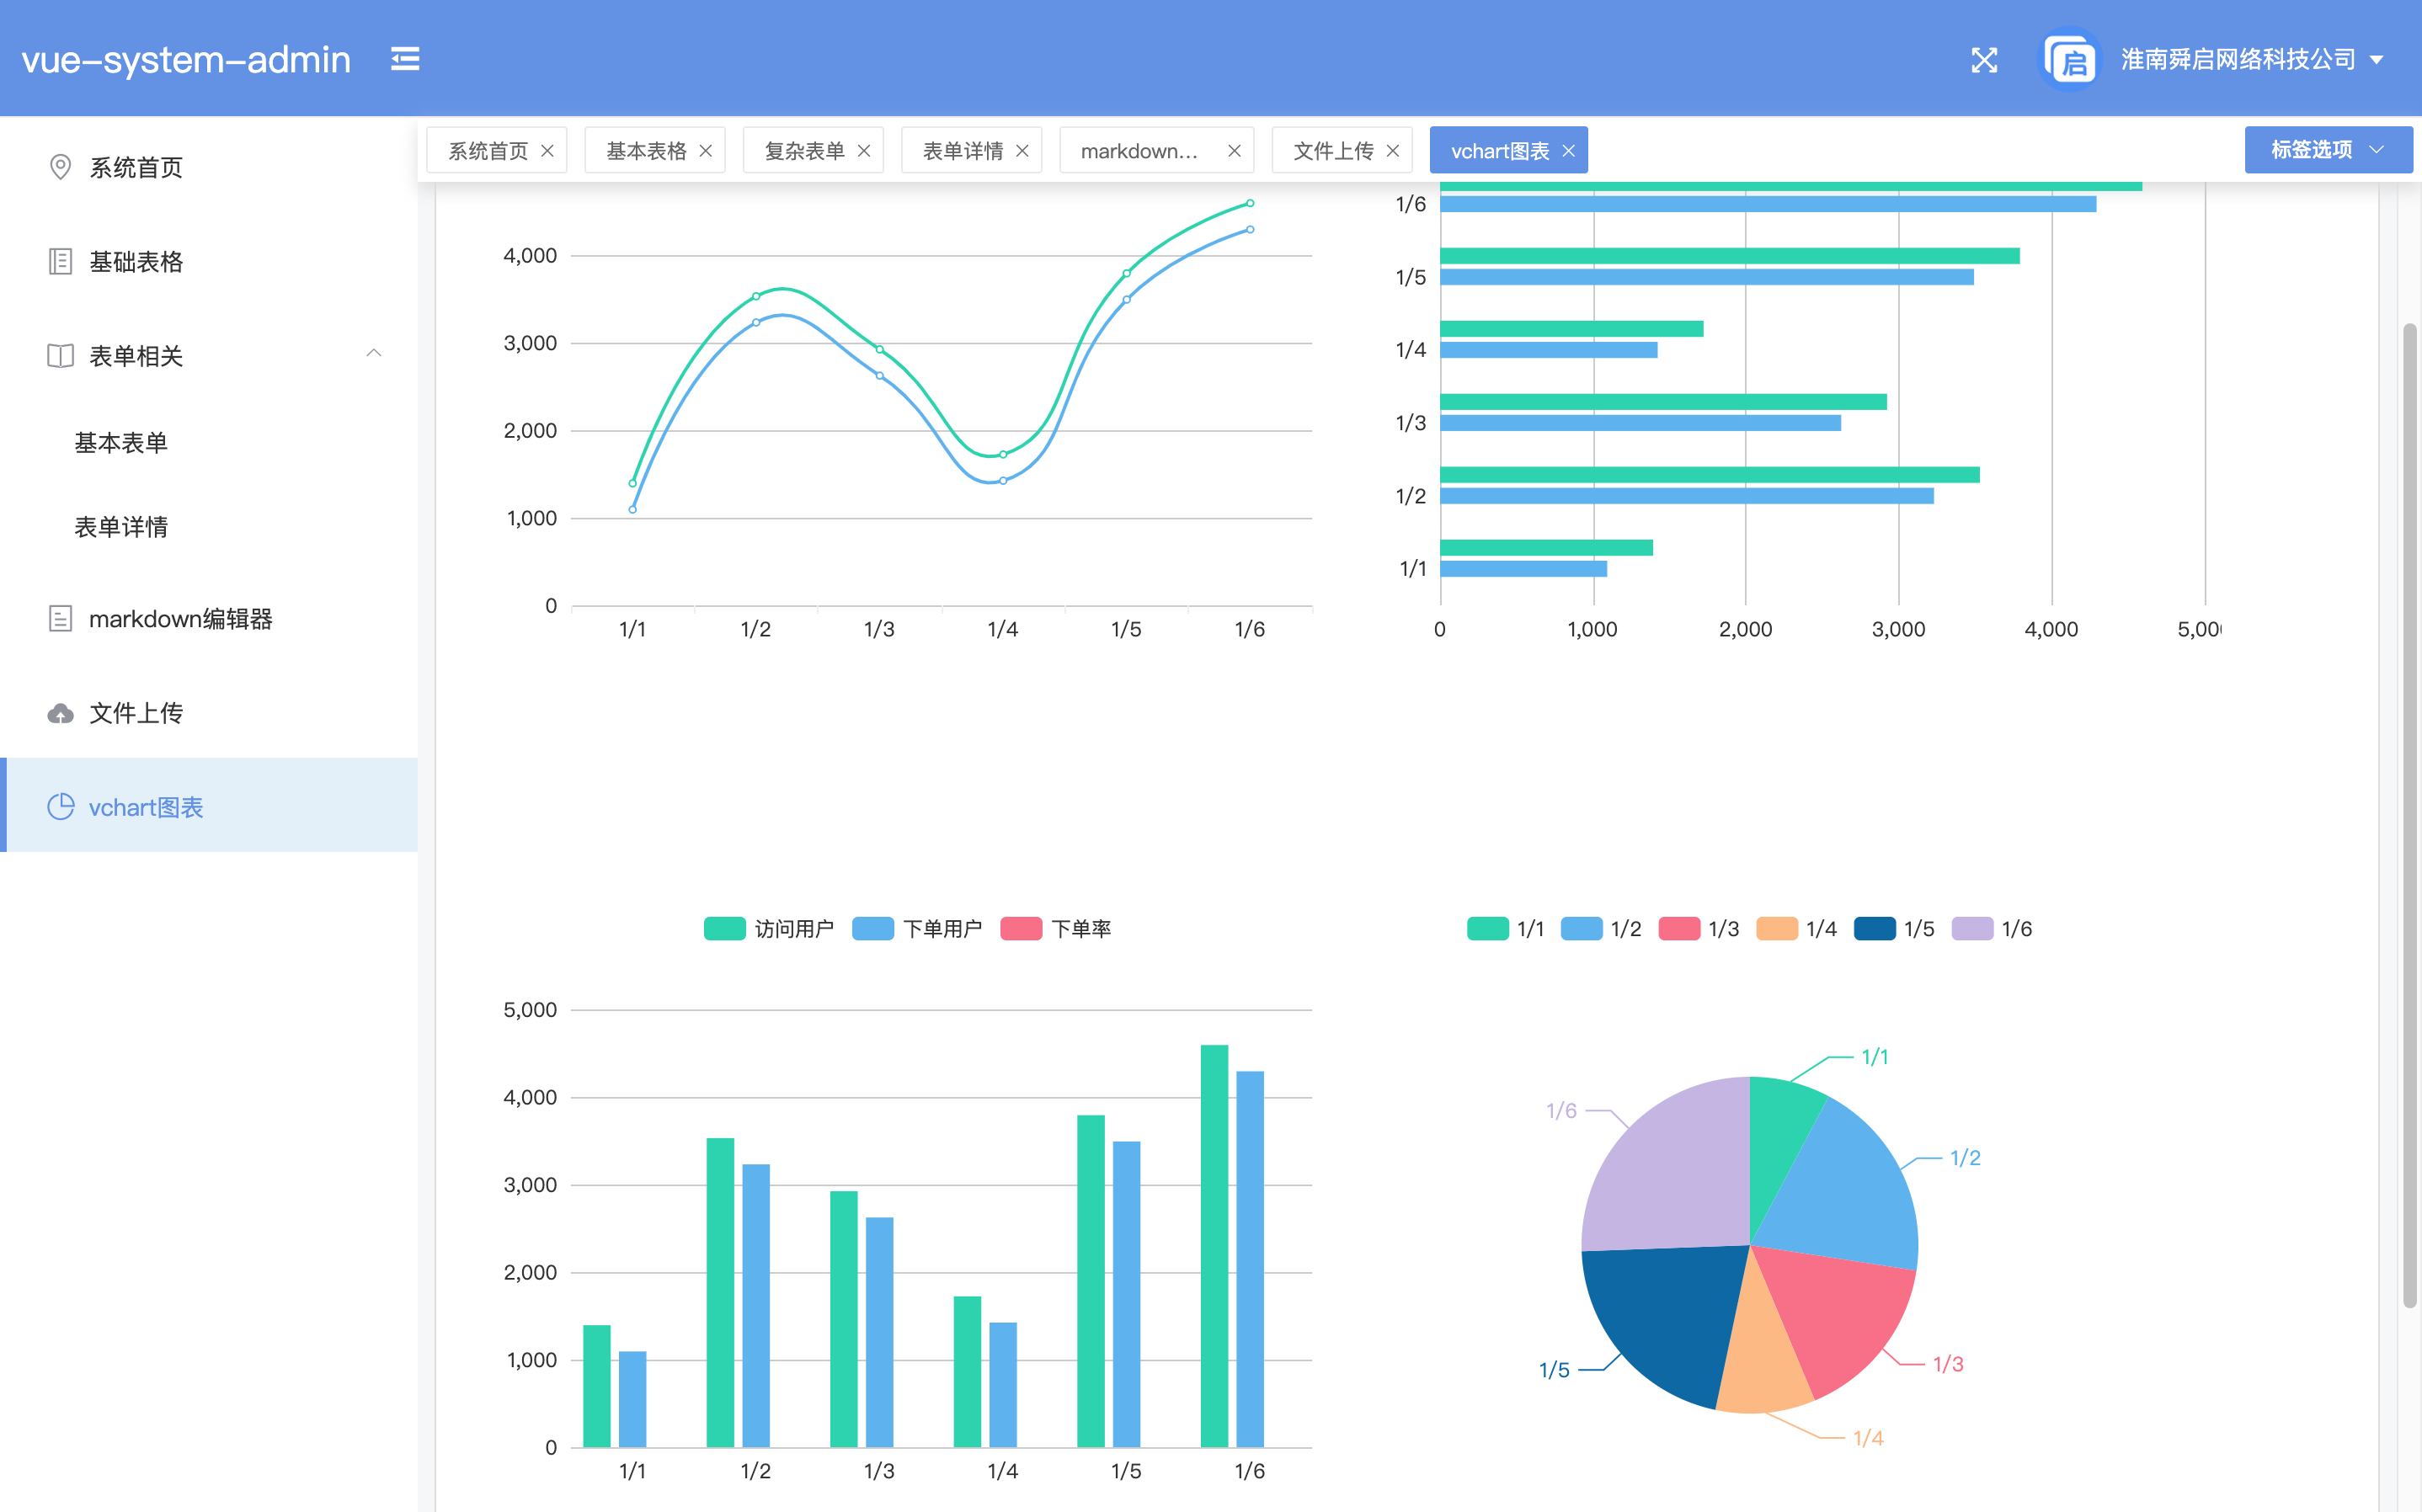 vue-system-admin
启
淮南舜启网络科技公司
系统首页
基本表格
复杂表单
表单详情
markdown...
文件上传
vchart图表
标签选项
系统首页
基础表格
表单相关
基本表单
表单详情
markdown编辑器
文件上传
vchart图表
4,000
3,000
2,000
1,000
0
1/1 1/2 1/3 1/4 1/5 1/6
1/6
1/5
1/4
1/3
1/2
1/1
0 1,000 2,000 3,000 4,000 5,00
访问用户 下单用户 下单率
5,000
4,000
3,000
2,000
1,000
0
1/1 1/2 1/3 1/4 1/5 1/6
1/1 1/2 1/3 1/4 1/5 1/6
1/1
1/6
1/2
1/3
1/5
1/4